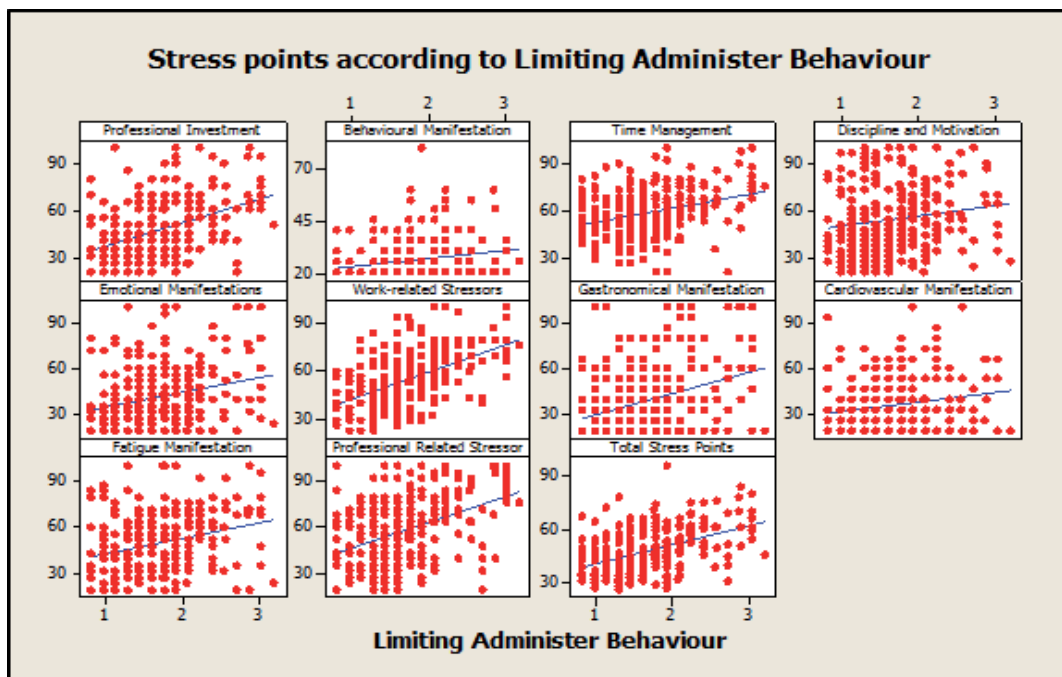 Stress points according to Limiting Administer Behaviour
1 2 3 1 2 3
Professional Investment Behavioural Manifestation Time Management Discipline and Motivation
90 70 90 90
60 45 60 60
30 20 30 30
Emotional Manifestations Work-related Stressors Gastronomical Manifestation Cardiovascular Manifestation
90 90 90 90
60 60 60 60
30 30 30 30
Fatigue Manifestation Professional Related Stressor Total Stress Points
90 90 90
60 60 60
30 30 30
1 2 3 1 2 3
Limiting Administer Behaviour